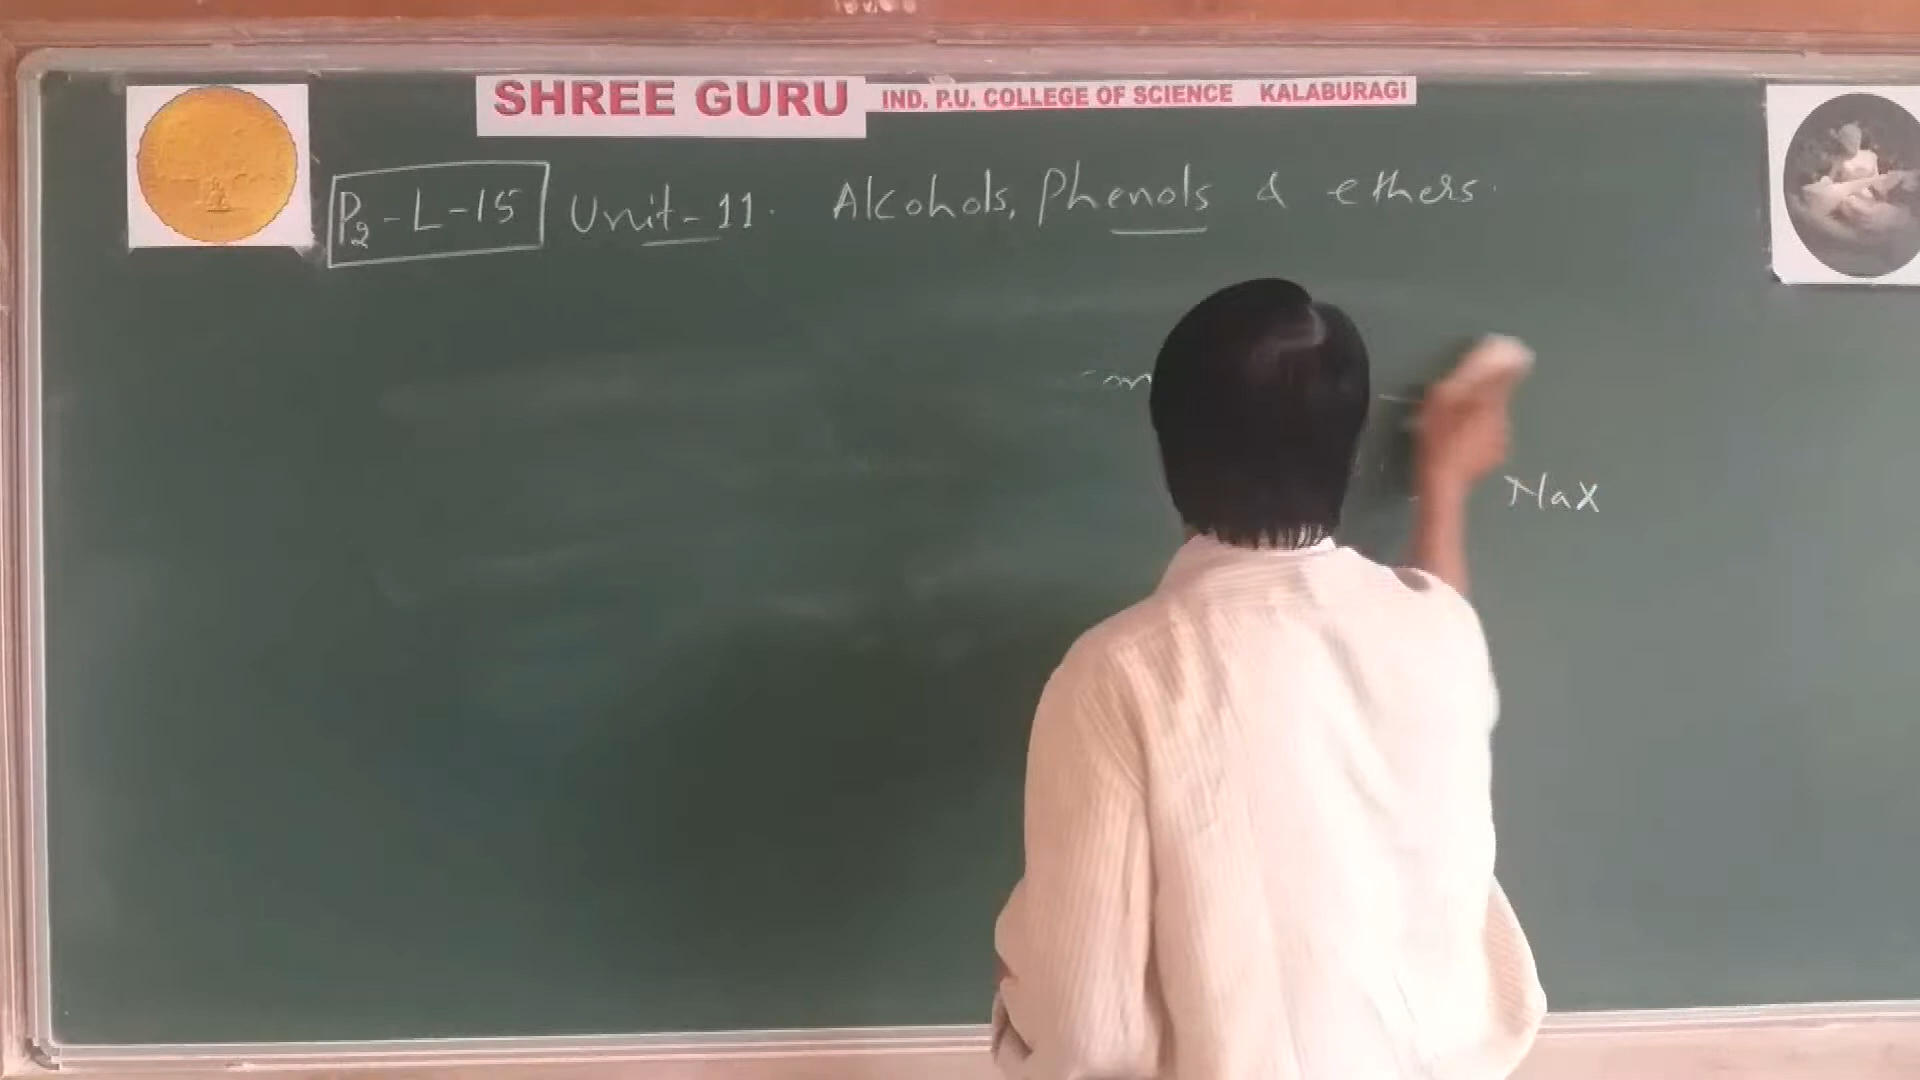 SHREE GURU IND. P.U. COLLEGE OF SCIENCE KALABURAGI
P2-L-15 Unit-11. Alcohols, Phenols & ethers.
NaX